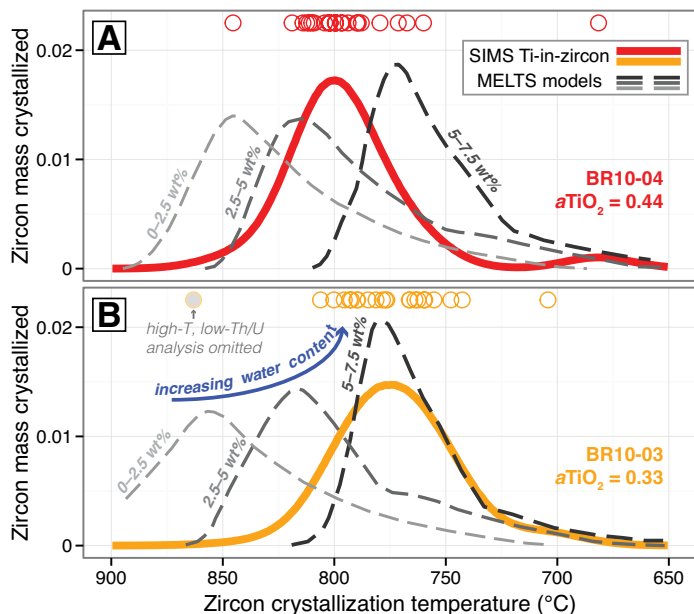 A
SIMS Ti-in-zircon
MELTS models
0–2.5 wt%
2.5–5 wt%
5–7.5 wt%
BR10-04
aTiO₂ = 0.44
Zircon mass crystallized
0.02
0.01
0
B
high-T, low-Th/U
analysis omitted
increasing water content
0–2.5 wt%
2.5–5 wt%
5–7.5 wt%
BR10-03
aTiO₂ = 0.33
Zircon mass crystallized
0.02
0.01
0
900 850 800 750 700 650
Zircon crystallization temperature (°C)